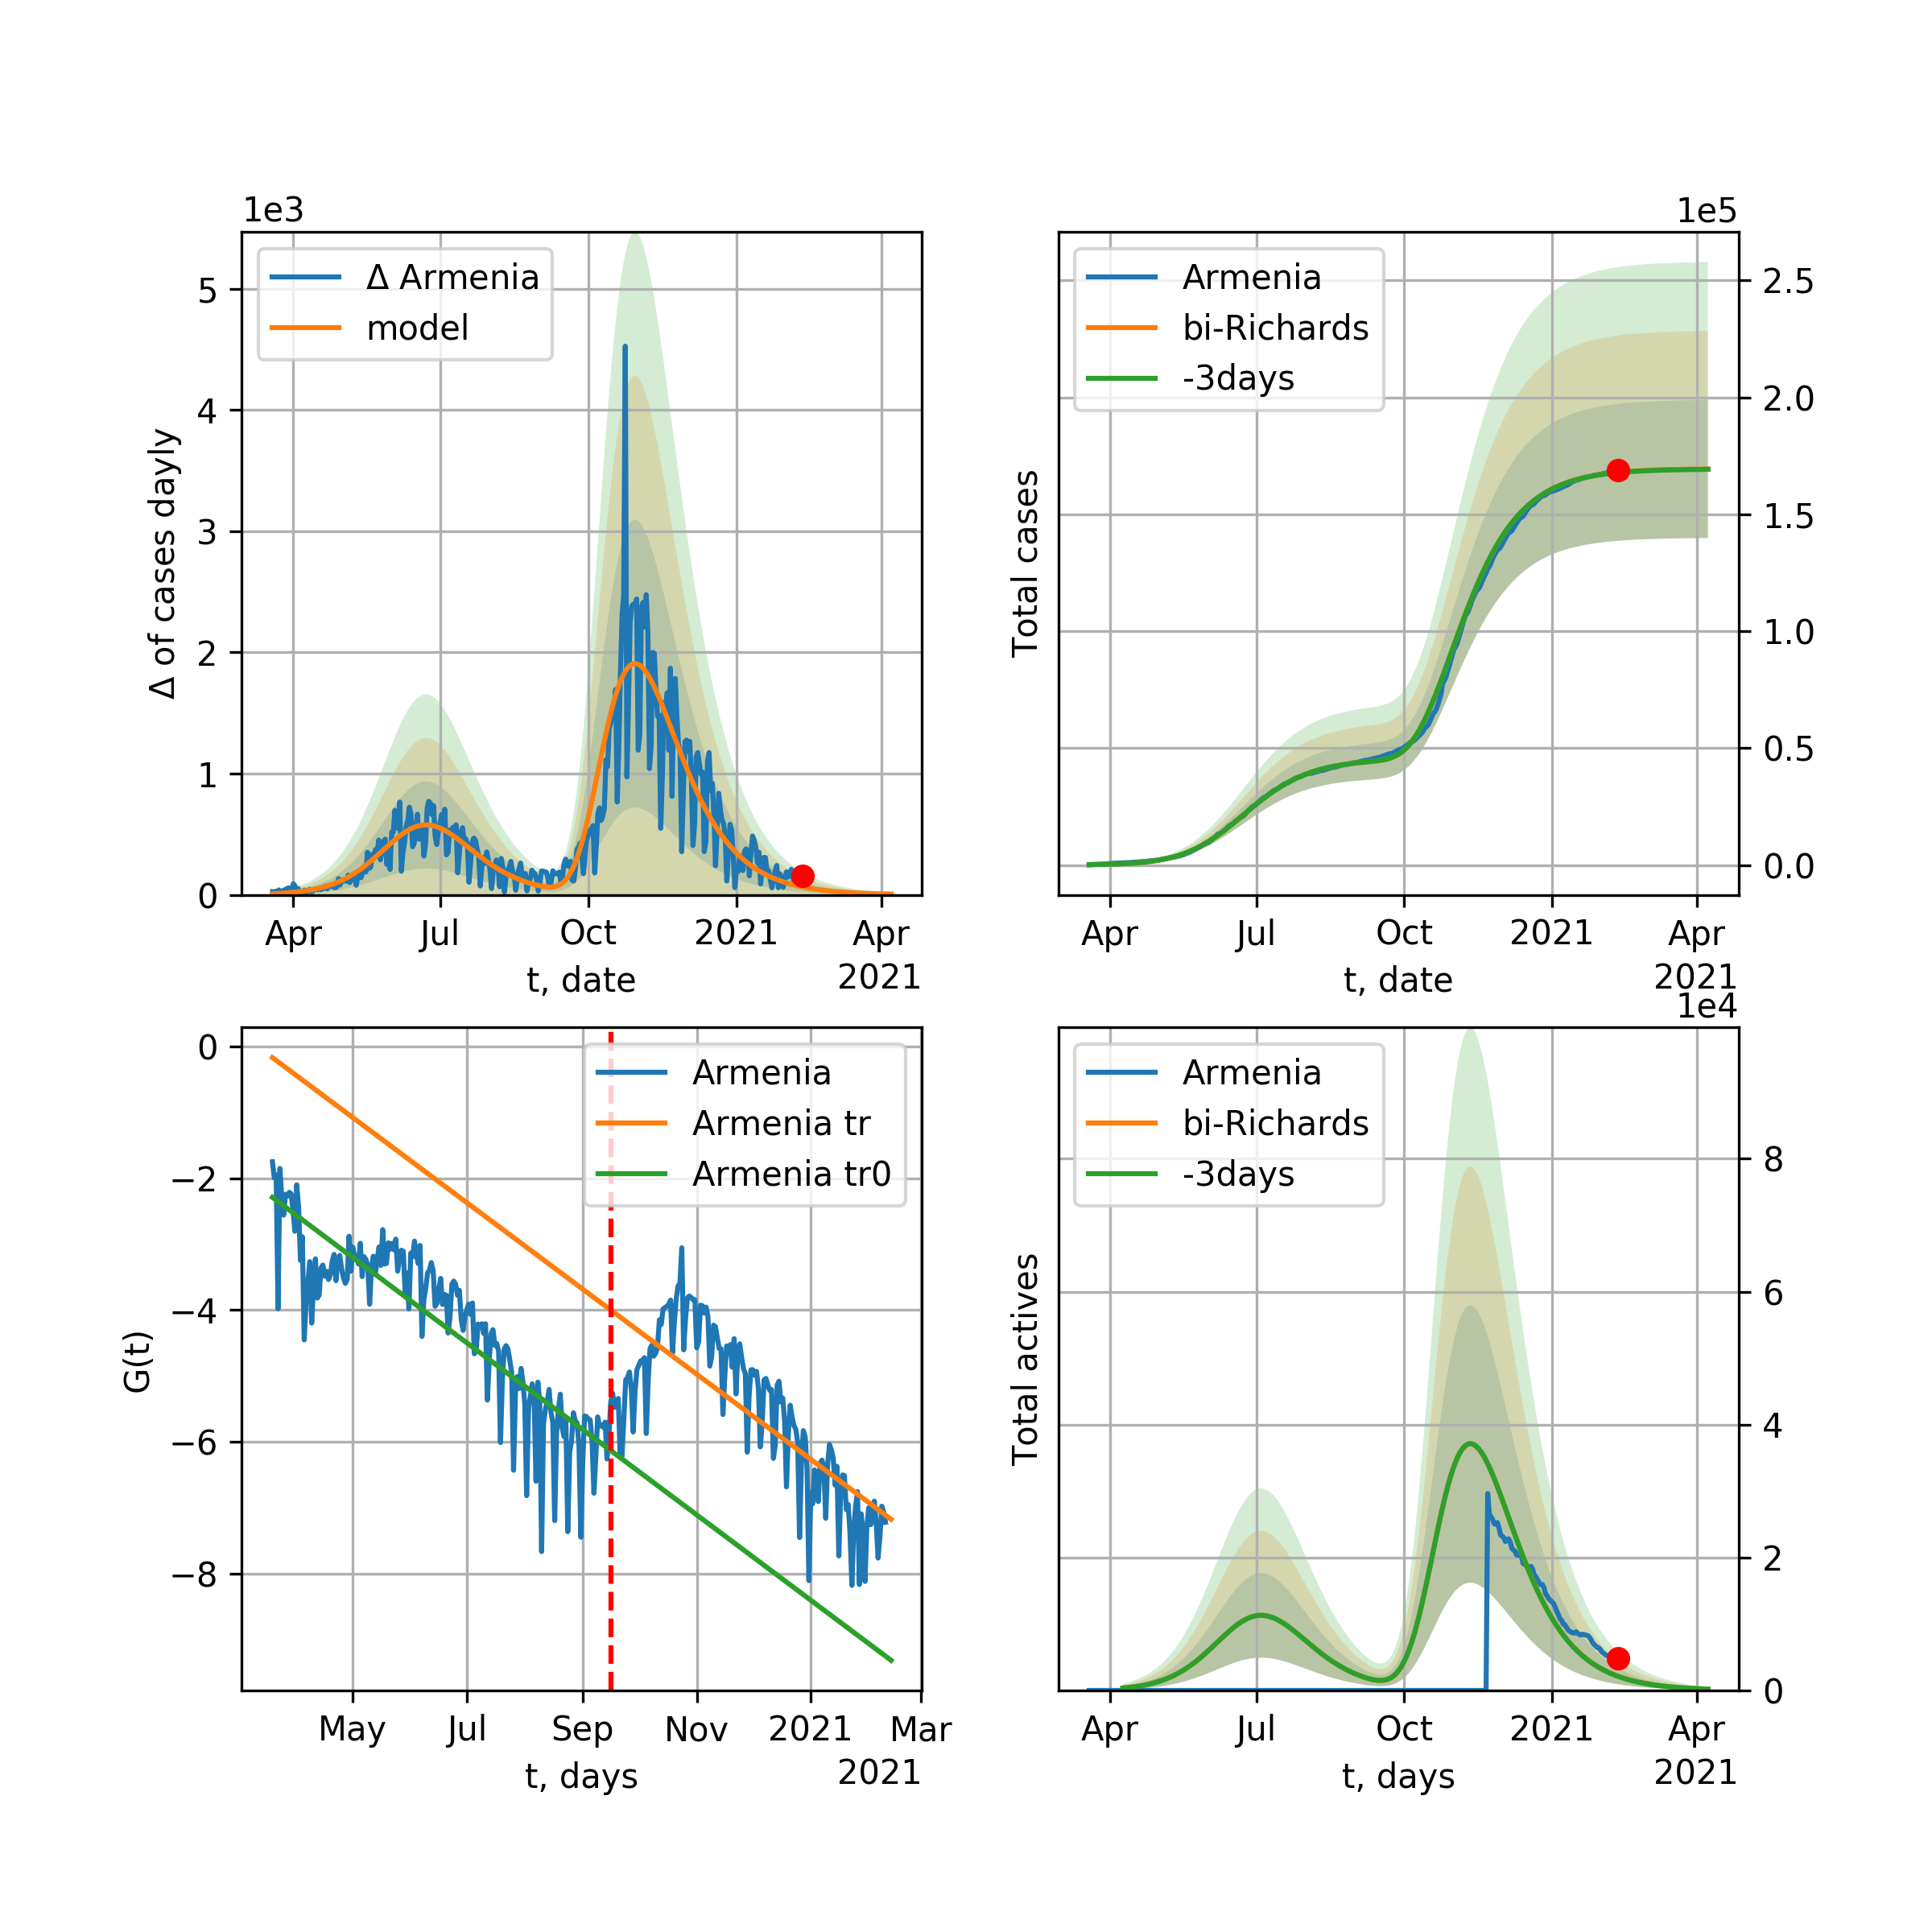 1e3
Δ of cases dayly
5
4
3
2
1
0
Δ Armenia
model
Apr
Jul
Oct
2021
Apr
2021
t, date
1e5
Total cases
Armenia
bi-Richards
-3days
2.5
2.0
1.5
1.0
0.5
0.0
Apr
Jul
Oct
2021
Apr
2021
t, date
G(t)
0
−2
−4
−6
−8
Armenia
Armenia tr
Armenia tr0
May
Jul
Sep
Nov
2021
Mar
2021
t, days
1e4
Total actives
Armenia
bi-Richards
-3days
8
6
4
2
0
Apr
Jul
Oct
2021
Apr
2021
t, days